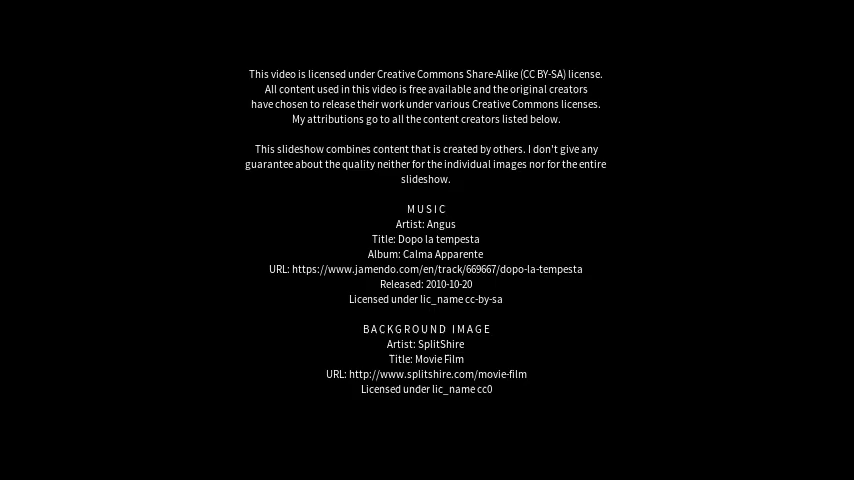 This video is licensed under Creative Commons Share-Alike (CC BY-SA) license.
All content used in this video is free available and the original creators
have chosen to release their work under various Creative Commons licenses.
My attributions go to all the content creators listed below.
This slideshow combines content that is created by others. I don't give any
guarantee about the quality neither for the individual images nor for the entire
slideshow.
MUSIC
Artist: Angus
Title: Dopo la tempesta
Album: Calma Apparente
URL: https://www.jamendo.com/en/track/669667/dopo-la-tempesta
Released: 2010-10-20
Licensed under lic_name cc-by-sa
BACKGROUND IMAGE
Artist: SplitShire
Title: Movie Film
URL: http://www.splitshire.com/movie-film
Licensed under lic_name cc0